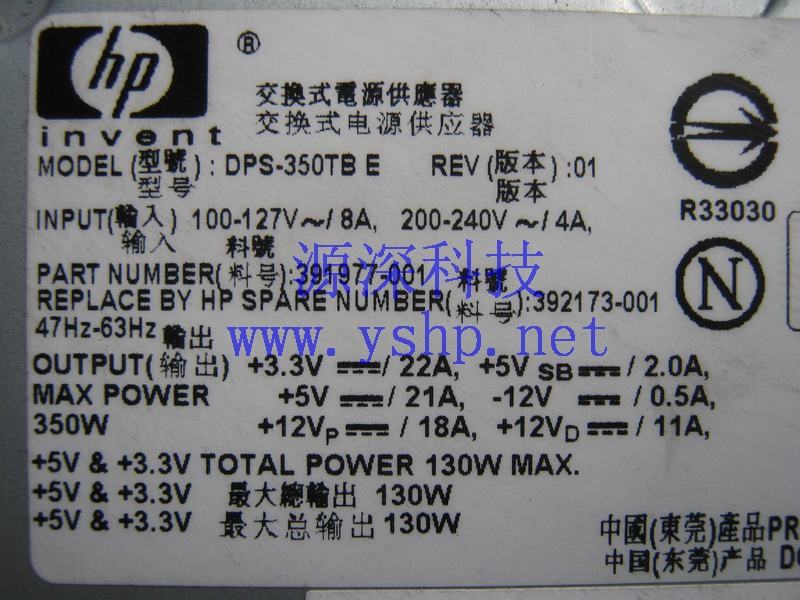 hp ®
invent
交換式電源供應器
交换式电源供应器
MODEL (型號) : DPS-350TB E REV (版本) :01
型号 版本
R33030
INPUT(輸入) 100-127V～/ 8A, 200-240V～/ 4A,
输入
N
料號
PART NUMBER(料号):391977-001
料號
REPLACE BY HP SPARE NUMBER(料号):392173-001
47Hz-63Hz
輸出
OUTPUT(输出) +3.3V ⎓/ 22A, +5V SB ⎓/ 2.0A,
MAX POWER +5V ⎓/ 21A, -12V ⎓/ 0.5A,
350W +12VP ⎓/ 18A, +12VD ⎓/ 11A,
+5V & +3.3V TOTAL POWER 130W MAX.
+5V & +3.3V 最大總輸出 130W
+5V & +3.3V 最大总输出 130W
中國(東莞)產品PR
中国(东莞)产品 DO
源深科技
www.yshp.net